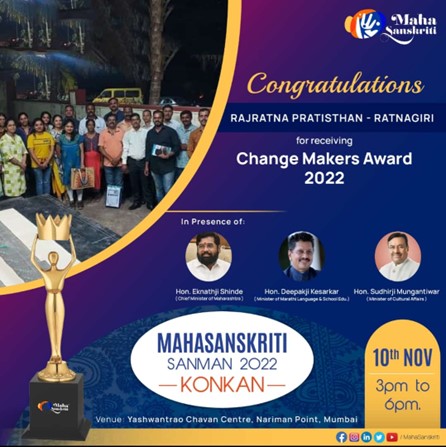 Maha
Sanskriti
Congratulations
RAJRATNA PRATISTHAN - RATNAGIRI
for receiving
Change Makers Award
2022
In Presence of:
Hon. Eknathji Shinde
(Chief Minister of Maharashtra)
Hon. Deepakji Kesarkar
(Minister of Marathi Language & School Edu.)
Hon. Sudhirji Mungantiwar
(Minister of Cultural Affairs)
MAHASANSKRITI
SANMAN 2022
KONKAN
10th NOV
3pm to
6pm.
Venue: Yashwantrao Chavan Centre, Nariman Point, Mumbai
Maha
Sanskriti
/MahaSanskriti